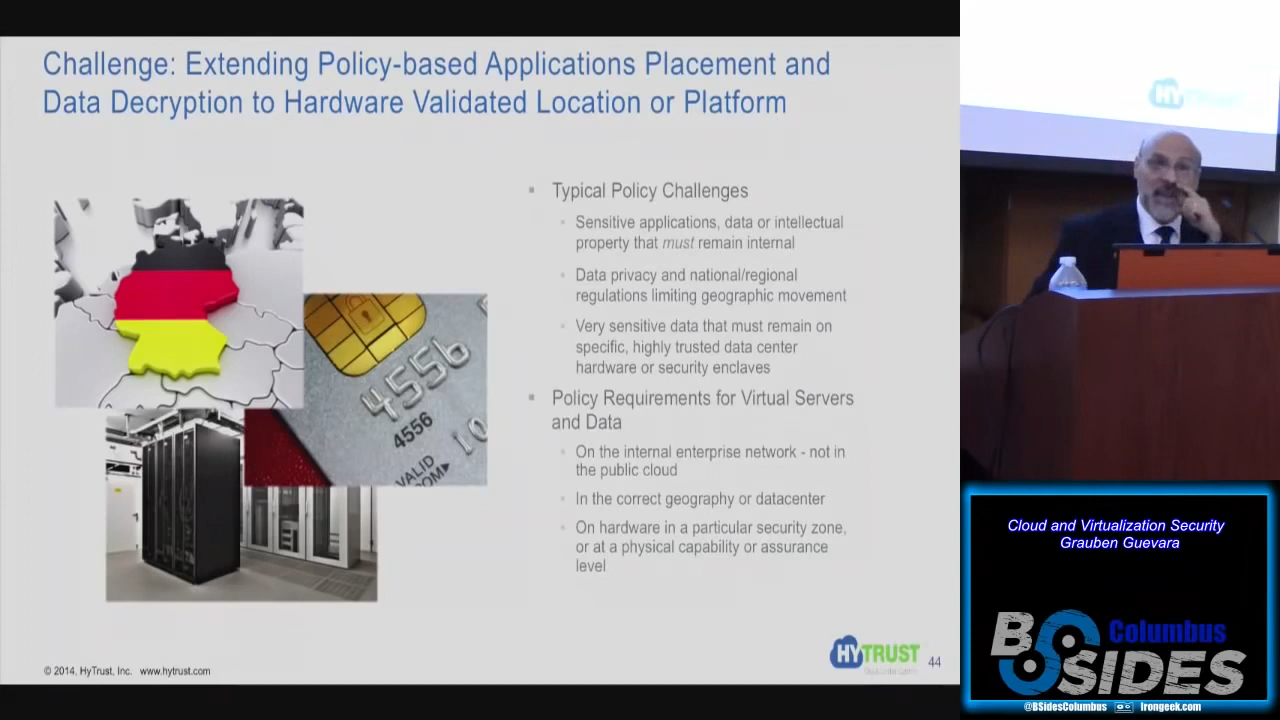 Challenge: Extending Policy-based Applications Placement and
Data Decryption to Hardware Validated Location or Platform
Typical Policy Challenges
Sensitive applications, data or intellectual
property that must remain internal
Data privacy and national/regional
regulations limiting geographic movement
Very sensitive data that must remain on
specific, highly trusted data center
hardware or security enclaves
Policy Requirements for Virtual Servers
and Data
On the internal enterprise network - not in
the public cloud
In the correct geography or datacenter
On hardware in a particular security zone,
or at a physical capability or assurance
level
4556
4556
VALID
© 2014, HyTrust, Inc. www.hytrust.com
HYTRUST
44
HYTRUST
Cloud and Virtualization Security
Grauben Guevara
BSIDES
Columbus
@BSidesColumbus
Irongeek.com